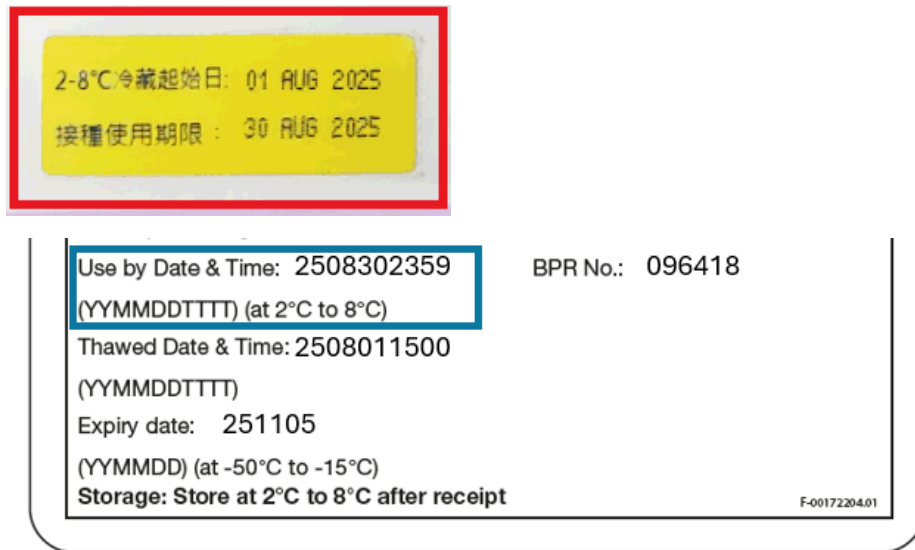 2-8°C冷藏起始日: 01 AUG 2025
接種使用期限: 30 AUG 2025
Use by Date & Time: 2508302359 BPR No.: 096418
(YYMMDDTTTT) (at 2°C to 8°C)
Thawed Date & Time: 2508011500
(YYMMDDTTTT)
Expiry date: 251105
(YYMMDD) (at -50°C to -15°C)
Storage: Store at 2°C to 8°C after receipt
F-00172204.01